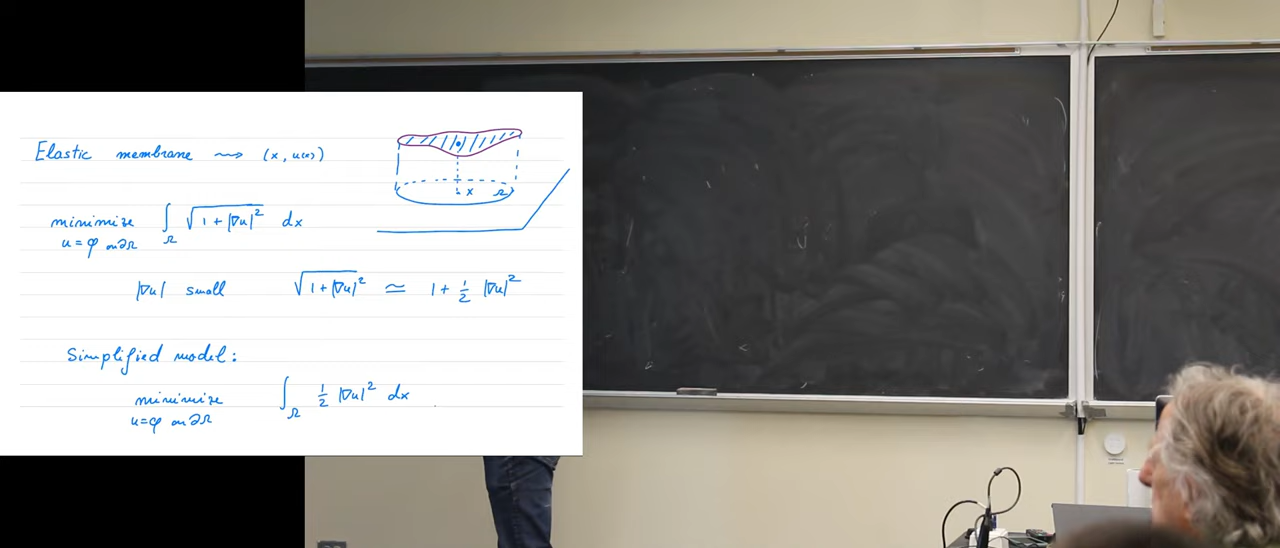 Elastic membrane ⇝ (x, u(x))
minimize ∫_Ω √(1 + |∇u|²) dx
u = φ on ∂Ω
|∇u| small √(1 + |∇u|²) ≃ 1 + 1/2 |∇u|²
x Ω
Simplified model:
minimize ∫_Ω 1/2 |∇u|² dx
u = φ on ∂Ω